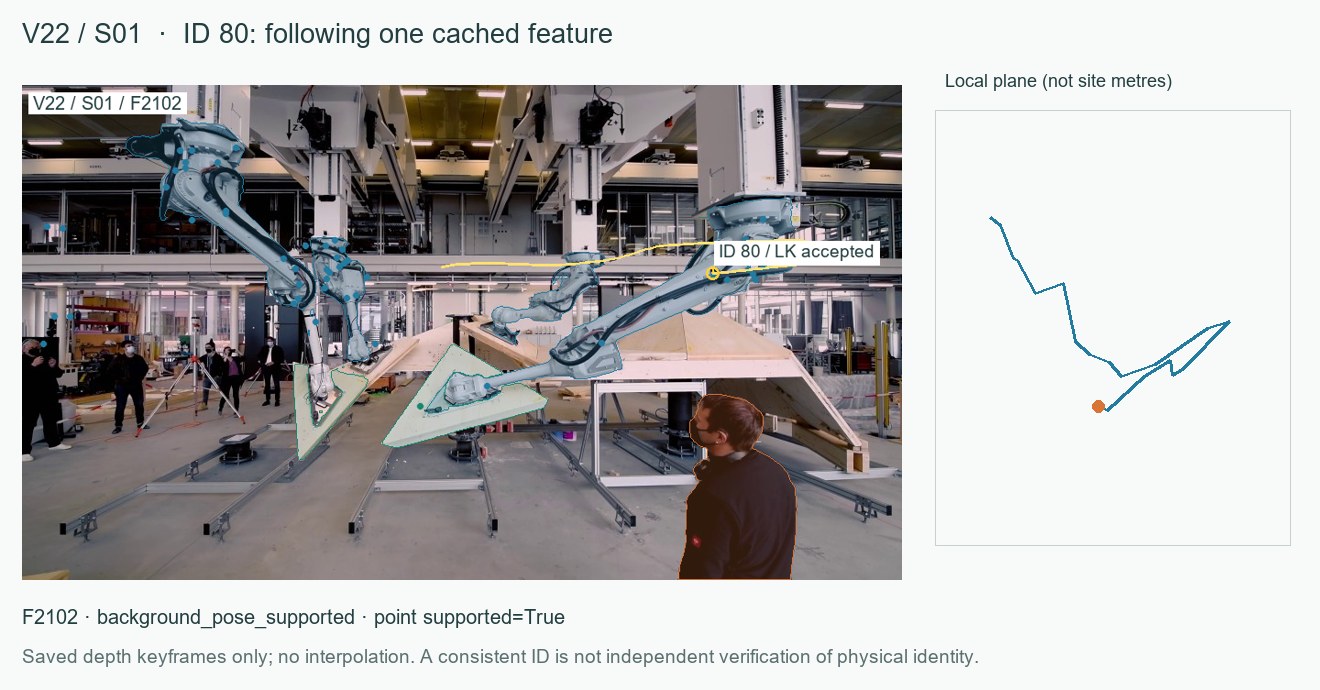 V22 / S01 · ID 80: following one cached feature
Local plane (not site metres)
V22 / S01 / F2102
ID 80 / LK accepted
F2102 · background_pose_supported · point supported=True
Saved depth keyframes only; no interpolation. A consistent ID is not independent verification of physical identity.